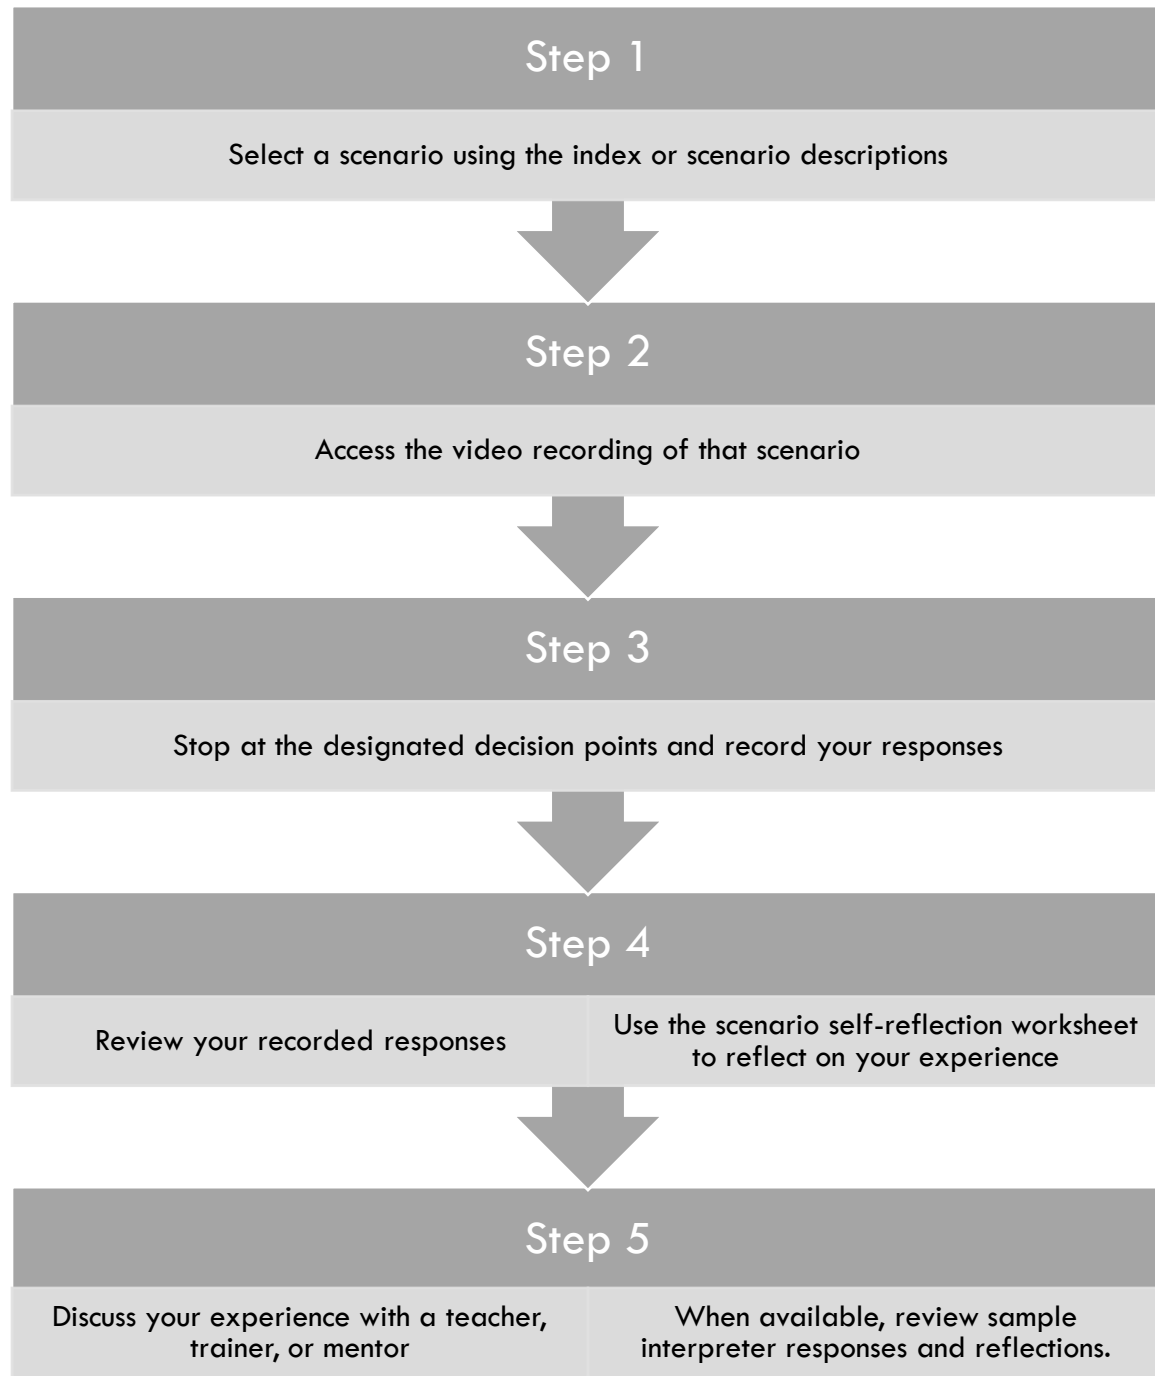 Step 1
Select a scenario using the index or scenario descriptions
Step 2
Access the video recording of that scenario
Step 3
Stop at the designated decision points and record your responses
Step 4
Review your recorded responses
Use the scenario self-reflection worksheet
to reflect on your experience
Step 5
Discuss your experience with a teacher,
trainer, or mentor
When available, review sample
interpreter responses and reflections.